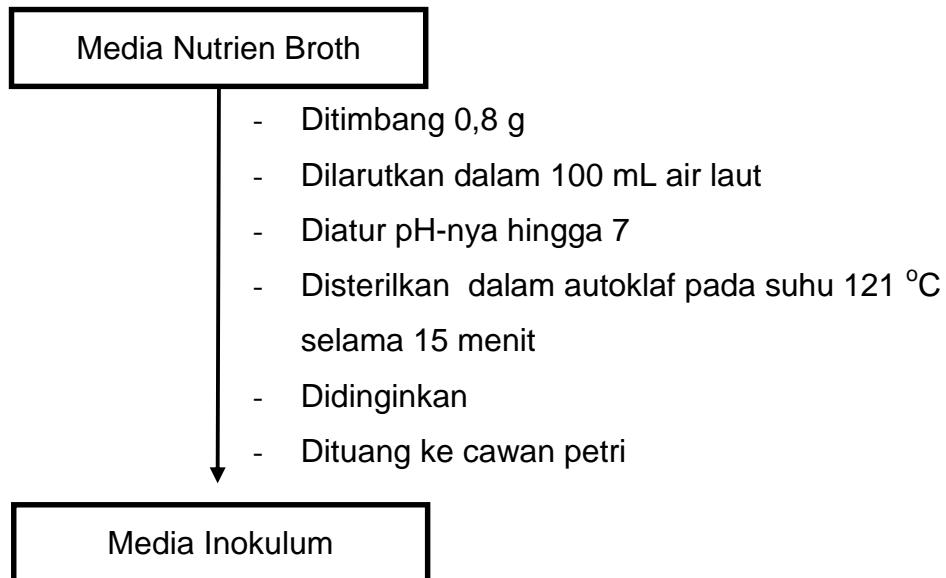 Media Nutrien Broth
- Ditimbang 0,8 g
- Dilarutkan dalam 100 mL air laut
- Diatur pH-nya hingga 7
- Disterilkan dalam autoklaf pada suhu 121 °C
selama 15 menit
- Didinginkan
- Dituang ke cawan petri
Media Inokulum